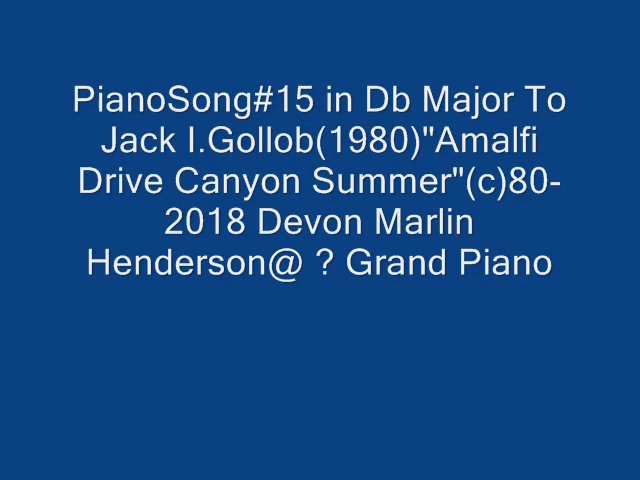 PianoSong#15 in Db Major To
Jack I.Gollob(1980)"Amalfi
Drive Canyon Summer"(c)80-
2018 Devon Marlin
Henderson@ ? Grand Piano